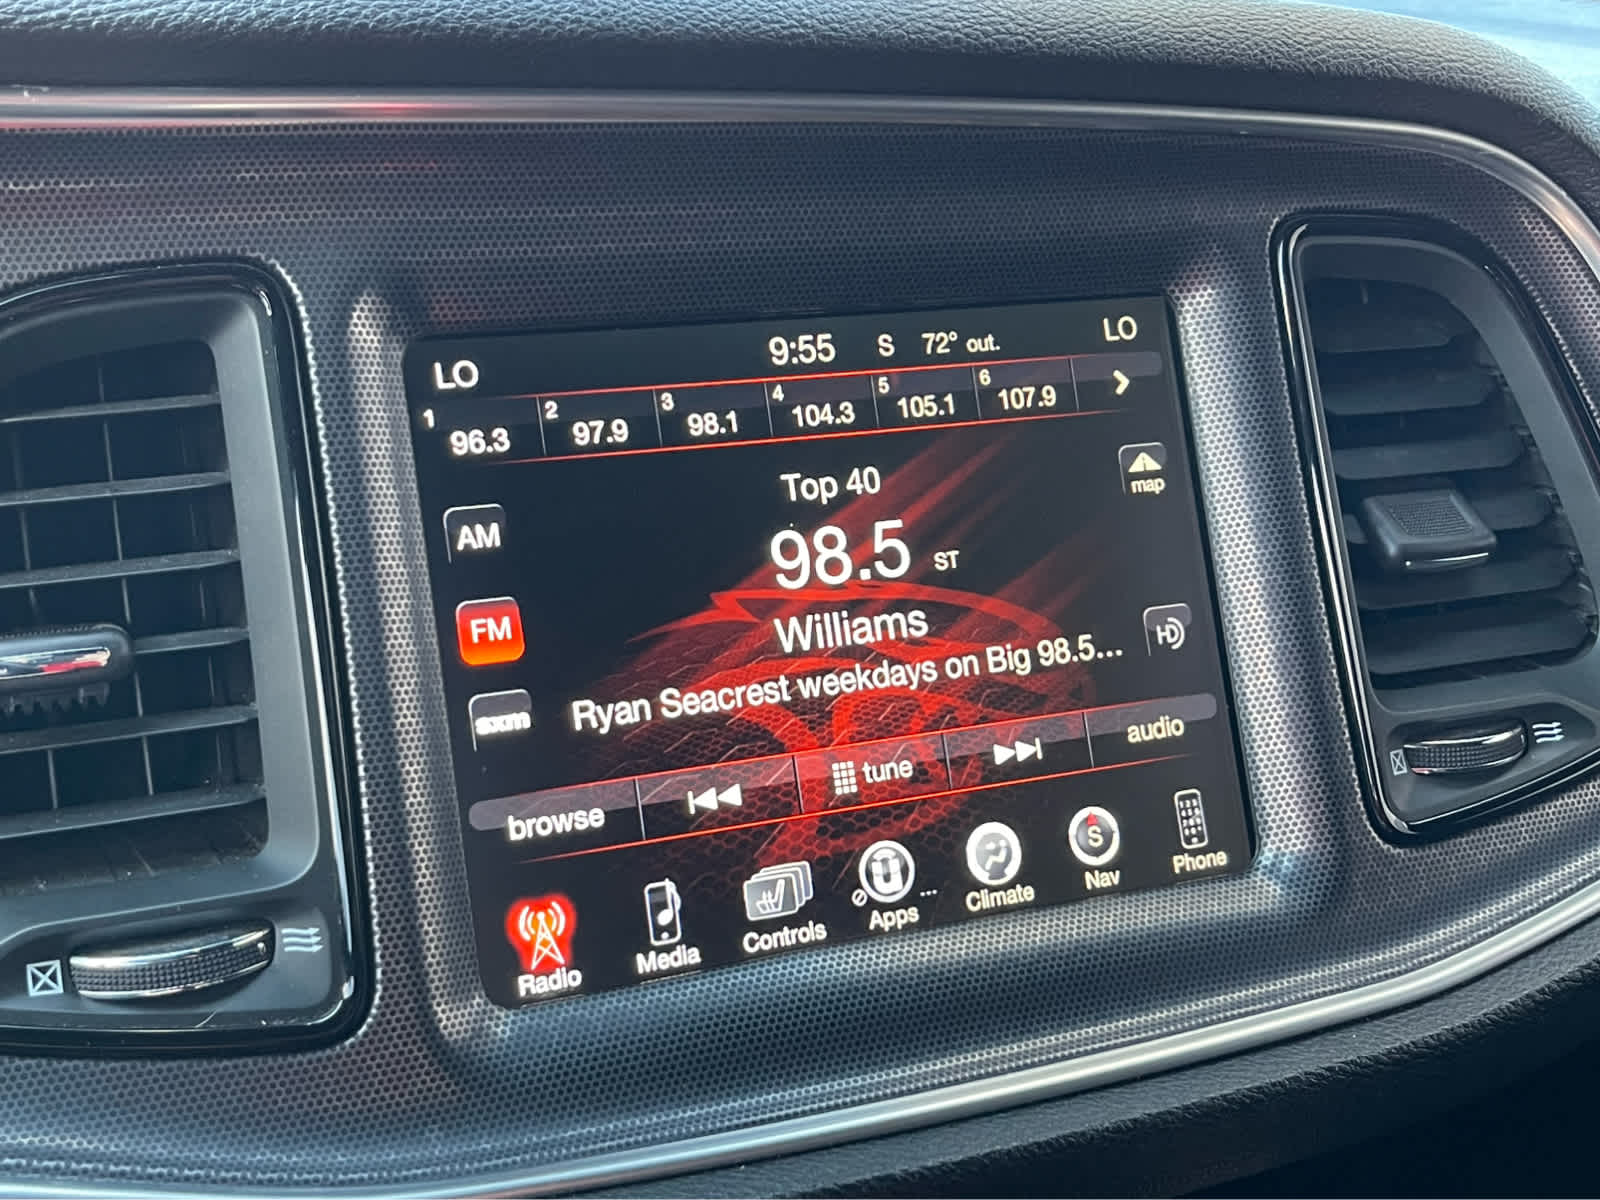 LO 9:55 S 72° out. LO
1 96.3 2 97.9 3 98.1 4 104.3 5 105.1 6 107.9
Top 40
map
AM
98.5 ST
FM
Williams
HD
sxm
Ryan Seacrest weekdays on Big 98.5...
browse tune audio
S
Radio Media Controls Apps ... Climate Nav Phone